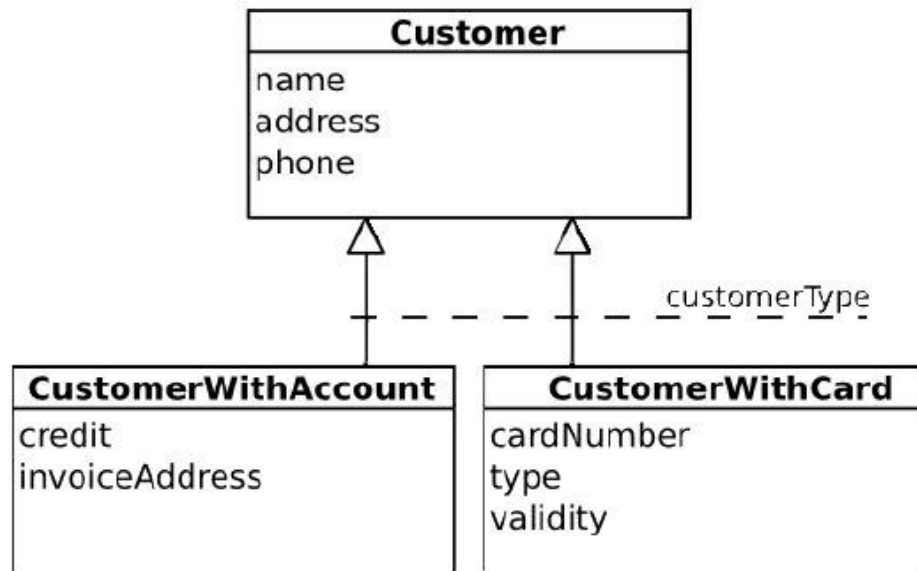 Customer
name
address
phone
customerType
CustomerWithAccount
credit
invoiceAddress
CustomerWithCard
cardNumber
type
validity